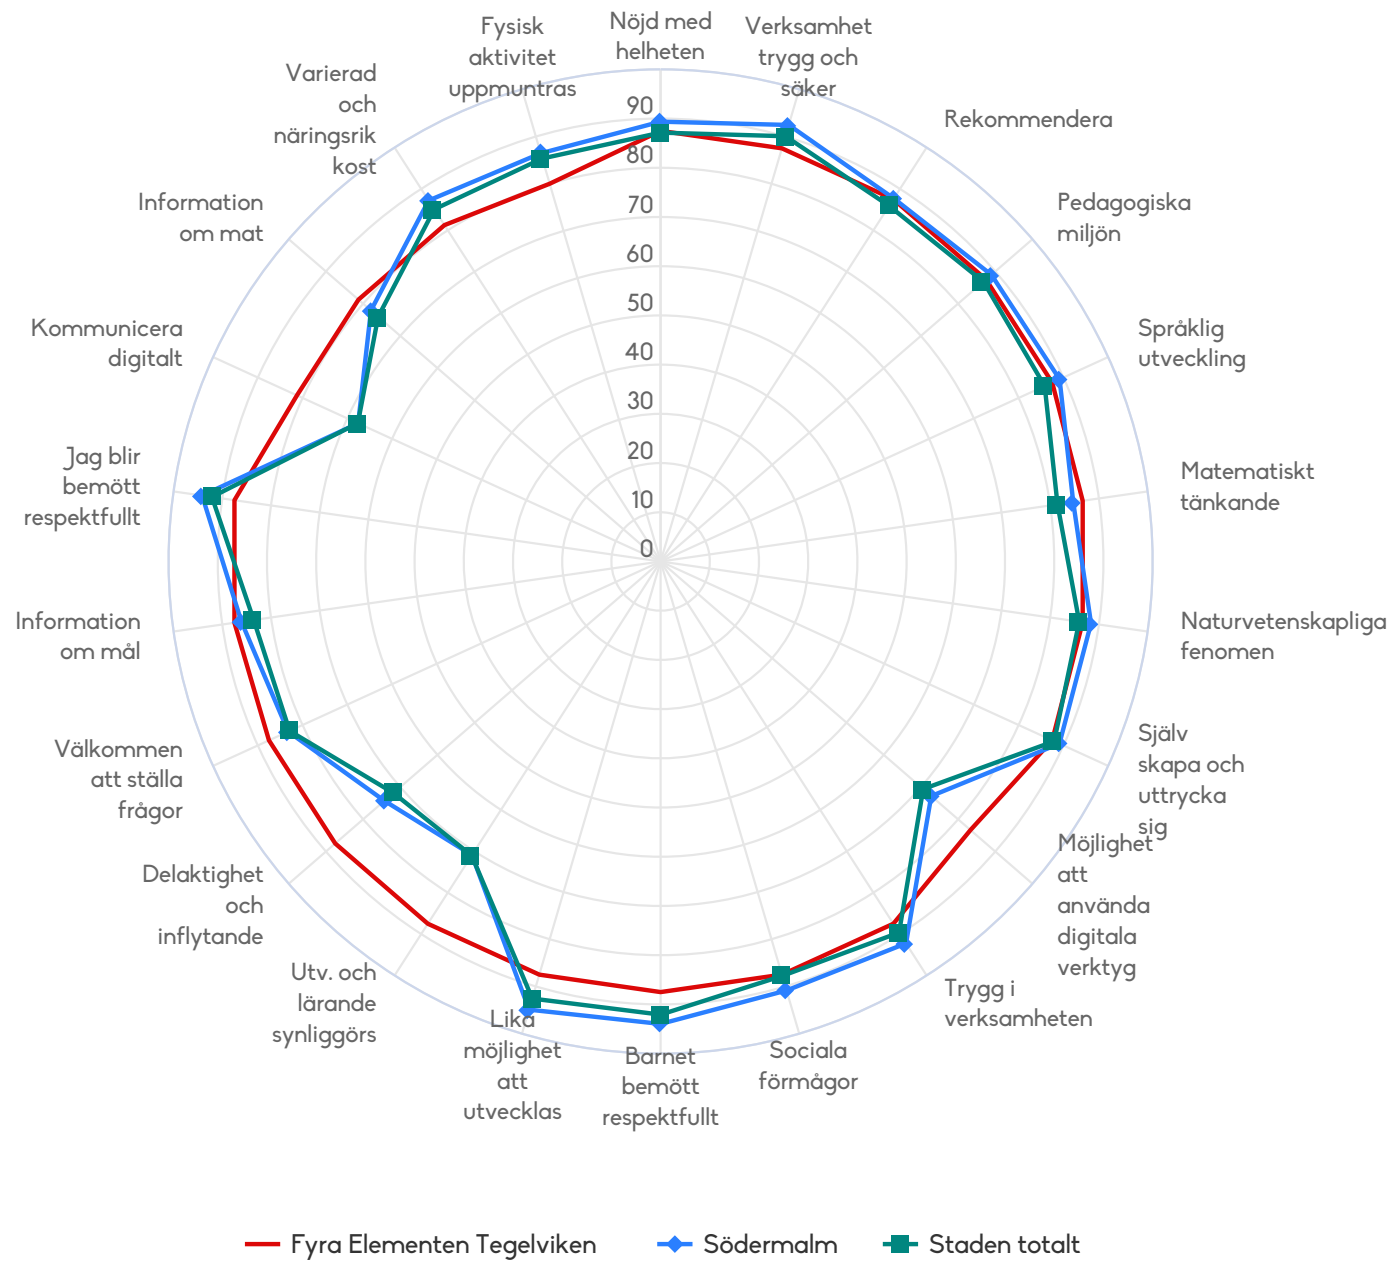 Nöjd med
helheten
Verksamhet
trygg och
säker
Rekommendera
Pedagogiska
miljön
Språklig
utveckling
Matematiskt
tänkande
Naturvetenskapliga
fenomen
Själv
skapa och
uttrycka
sig
Möjlighet
att
använda
digitala
verktyg
Trygg i
verksamheten
Sociala
förmågor
Barnet
bemött
respektfullt
Lika
möjlighet
att
utvecklas
Utv. och
lärande
synliggörs
Delaktighet
och
inflytande
Välkommen
att ställa
frågor
Information
om mål
Jag blir
bemött
respektfullt
Kommunicera
digitalt
Information
om mat
Varierad
och
näringsrik
kost
Fysisk
aktivitet
uppmuntras
90
80
70
60
50
40
30
20
10
0
Fyra Elementen Tegelviken
Södermalm
Staden totalt